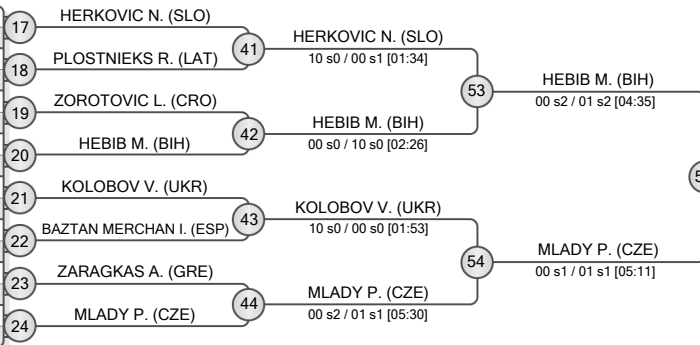 17
HERKOVIC N. (SLO)
41
HERKOVIC N. (SLO)
10 s0 / 00 s1 [01:34]
18
PLOSTNIEKS R. (LAT)
53
HEBIB M. (BIH)
00 s2 / 01 s2 [04:35]
19
ZOROTOVIC L. (CRO)
42
HEBIB M. (BIH)
00 s0 / 10 s0 [02:26]
20
HEBIB M. (BIH)
21
KOLOBOV V. (UKR)
43
KOLOBOV V. (UKR)
10 s0 / 00 s0 [01:53]
22
BAZTAN MERCHAN I. (ESP)
54
MLADY P. (CZE)
00 s1 / 01 s1 [05:11]
23
ZARAGKAS A. (GRE)
44
MLADY P. (CZE)
00 s2 / 01 s1 [05:30]
24
MLADY P. (CZE)